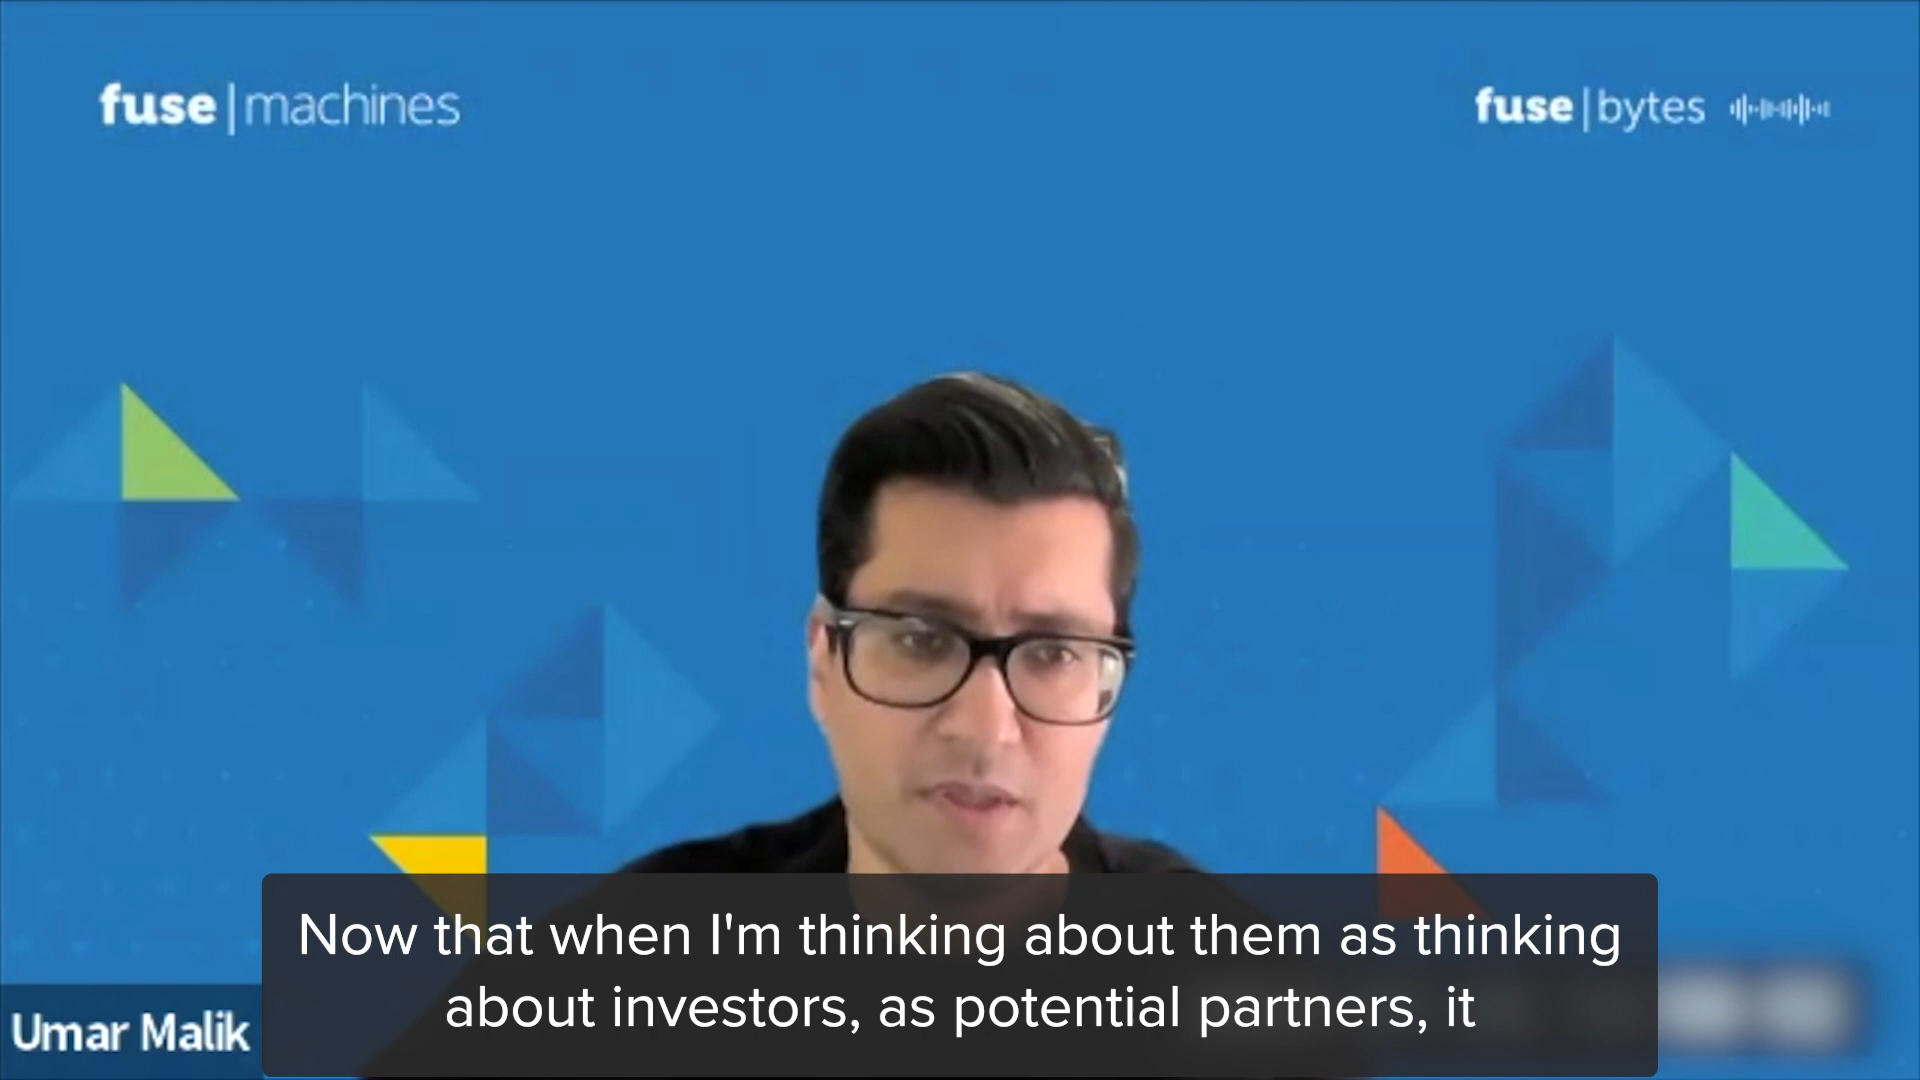 fuse|machines
fuse|bytes
Now that when I'm thinking about them as thinking
about investors, as potential partners, it
Umar Malik